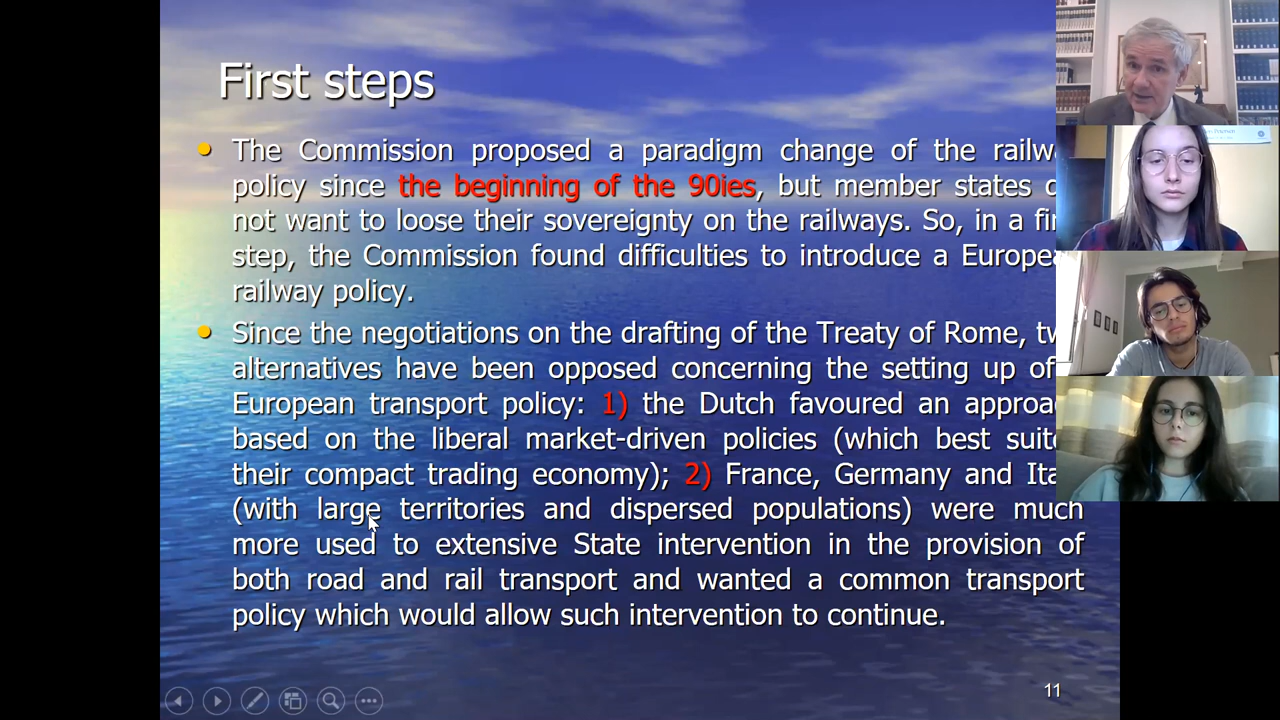 First steps
• The Commission proposed a paradigm change of the railwa
policy since the beginning of the 90ies, but member states d
not want to loose their sovereignty on the railways. So, in a fir
step, the Commission found difficulties to introduce a Europea
railway policy.
• Since the negotiations on the drafting of the Treaty of Rome, tw
alternatives have been opposed concerning the setting up of
European transport policy: 1) the Dutch favoured an approac
based on the liberal market-driven policies (which best suite
their compact trading economy); 2) France, Germany and Ita
(with large territories and dispersed populations) were much
more used to extensive State intervention in the provision of
both road and rail transport and wanted a common transport
policy which would allow such intervention to continue.
11